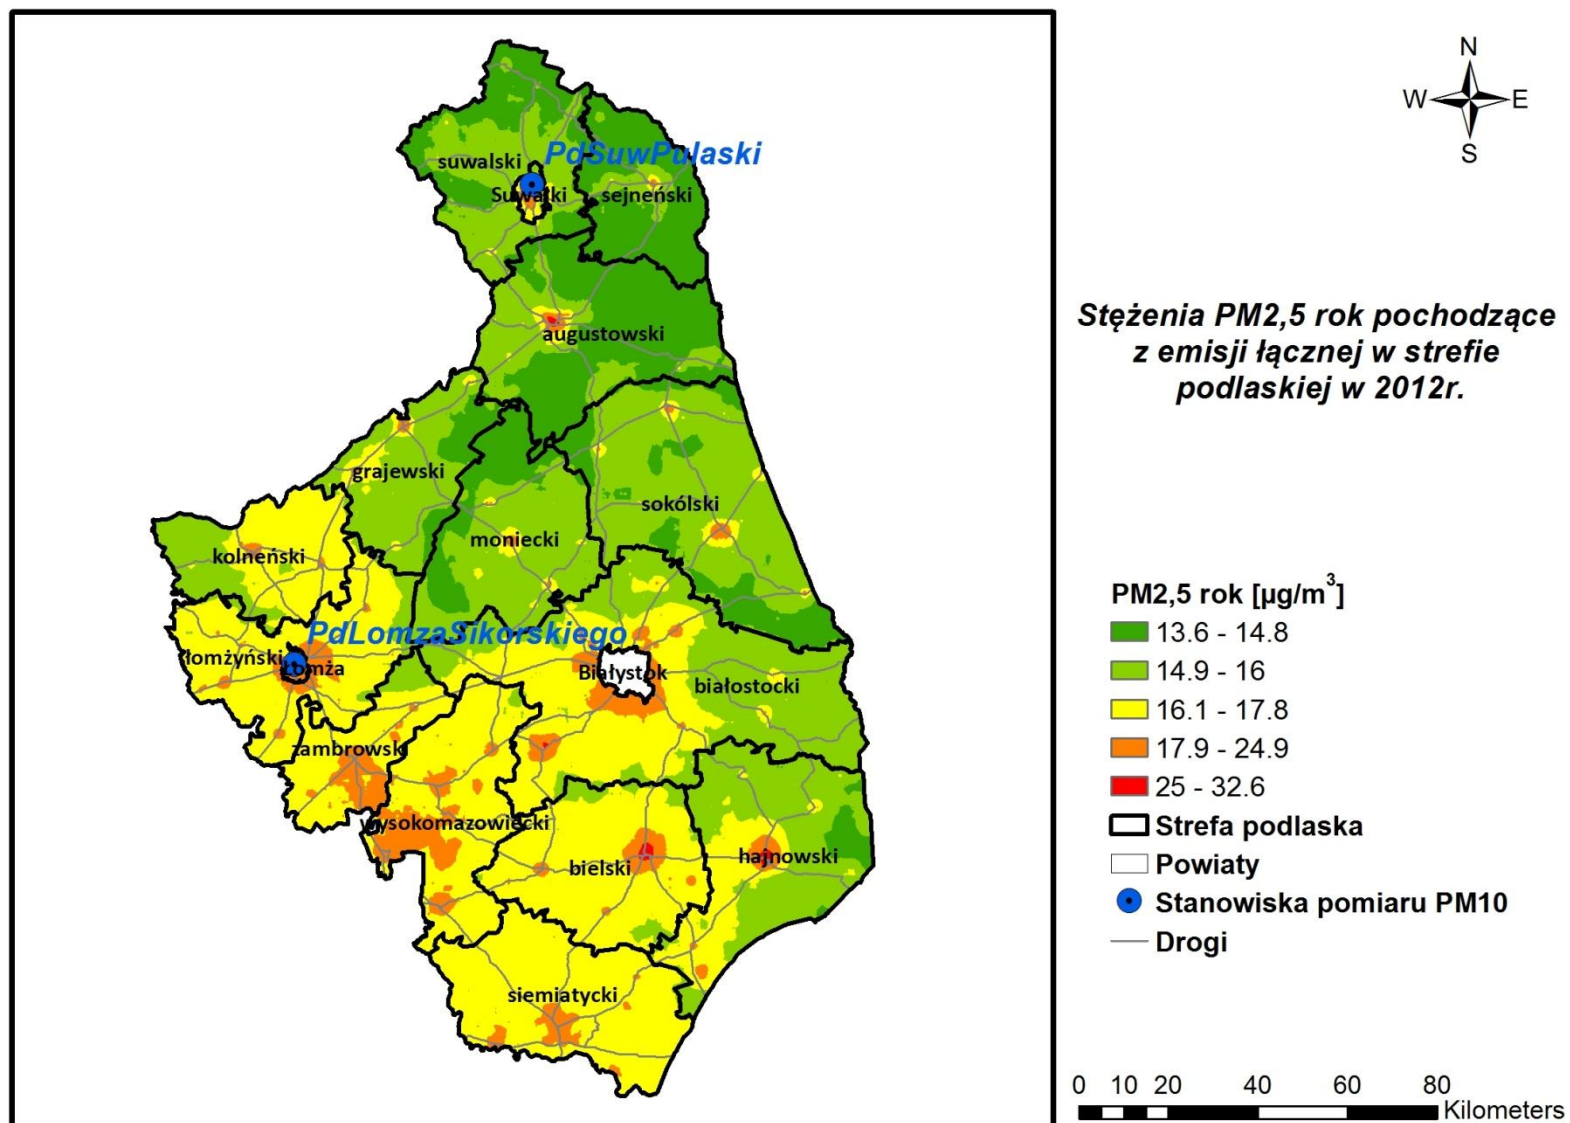 N
W E
S
PdSuwPulaski
suwalski
Suwałki
sejneński
augustowski
Stężenia PM2,5 rok pochodzące
z emisji łącznej w strefie
podlaskiej w 2012r.
grajewski
sokólski
moniecki
kolneński
PdLomzaSikorskiego
łomżyński
Łomża
Białystok
białostocki
zambrowsk
wysokomazowiecki
bielski
hajnowski
siemiatycki
PM2,5 rok [µg/m³]
13.6 - 14.8
14.9 - 16
16.1 - 17.8
17.9 - 24.9
25 - 32.6
Strefa podlaska
Powiaty
Stanowiska pomiaru PM10
Drogi
0 10 20 40 60 80
Kilometers